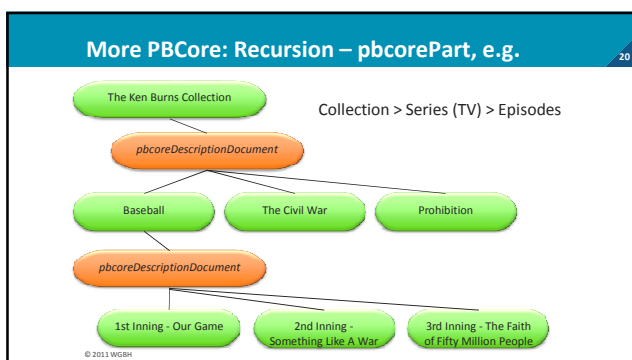 More PBCore: Recursion – pbcorePart, e.g.
20
The Ken Burns Collection
Collection > Series (TV) > Episodes
pbcoreDescriptionDocument
Baseball
The Civil War
Prohibition
pbcoreDescriptionDocument
1st Inning - Our Game
2nd Inning -
Something Like A War
3rd Inning - The Faith
of Fifty Million People
© 2011 WGBH